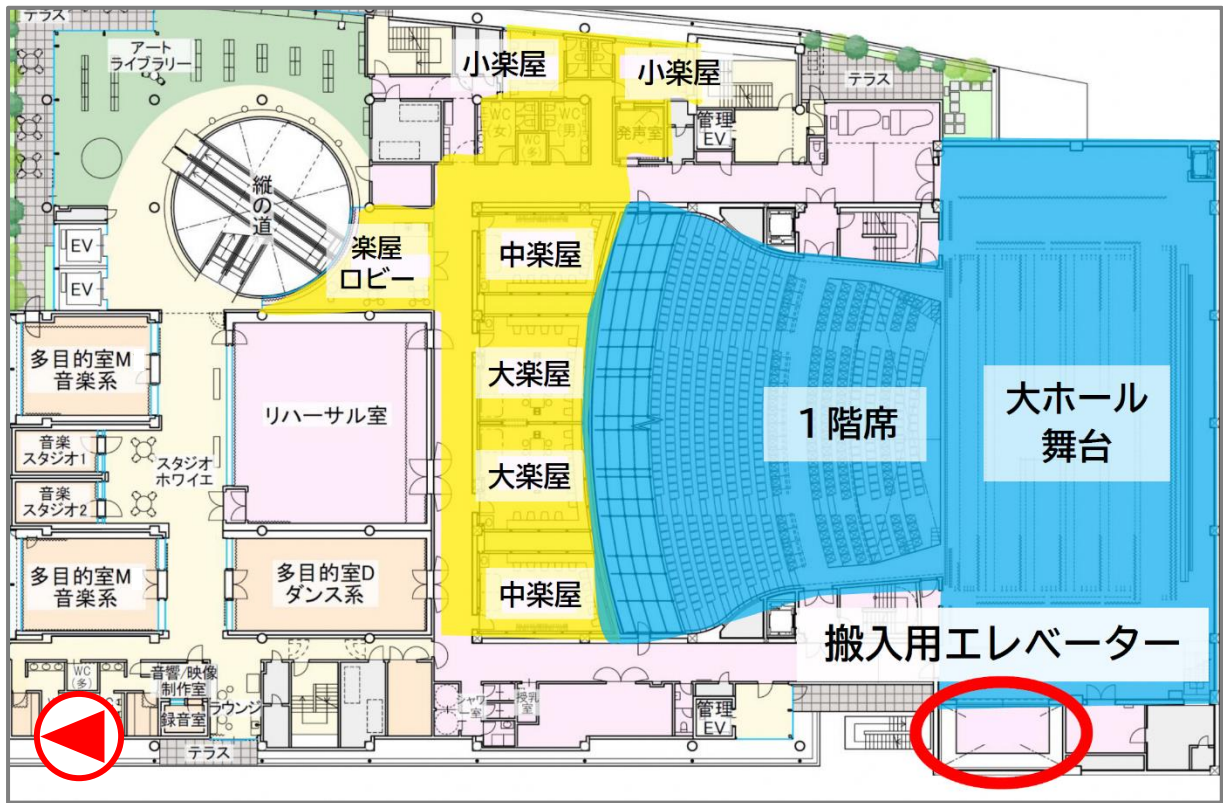 テラス
アート
ライブラリー
小楽屋
小楽屋
テラス
WC
(女)
WC
(男)
WC
(多)
発声室
管理
EV
縦の道
EV
EV
楽屋
ロビー
中楽屋
多目的室M
音楽系
リハーサル室
大楽屋
1階席
大ホール
舞台
音楽
スタジオ1
スタジオ
ホワイエ
大楽屋
音楽
スタジオ2
多目的室M
音楽系
多目的室D
ダンス系
中楽屋
搬入用エレベーター
WC
(多)
音響/映像
制作室
録音室
ラウンジ
シャワー室
授乳
室
管理
EV
テラス